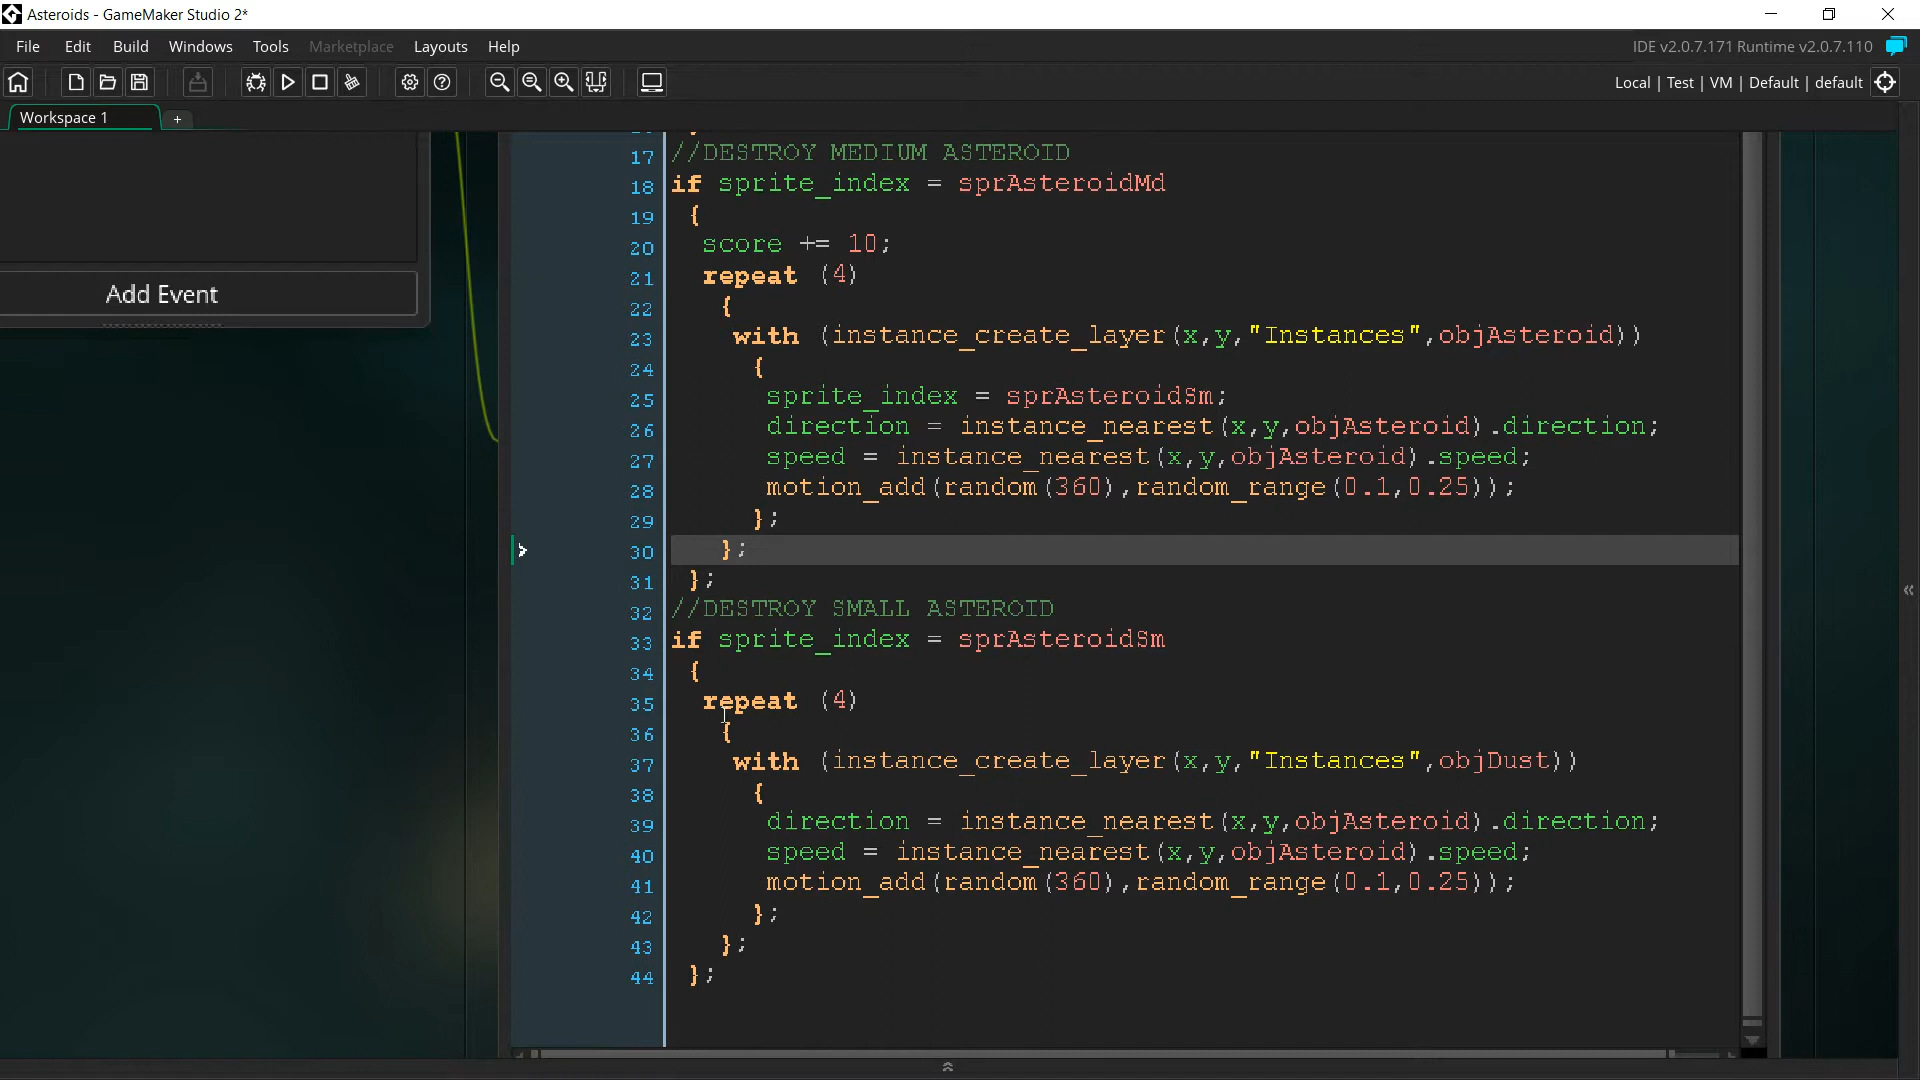 Asteroids - GameMaker Studio 2*
File Edit Build Windows Tools Marketplace Layouts Help
IDE v2.0.7.171 Runtime v2.0.7.110
Local | Test | VM | Default | default
Workspace 1 +
Add Event
17 //DESTROY MEDIUM ASTEROID
18 if sprite_index = sprAsteroidMd
19 {
20 score += 10;
21 repeat (4)
22 {
23 with (instance_create_layer(x,y,"Instances",objAsteroid))
24 {
25 sprite_index = sprAsteroidSm;
26 direction = instance_nearest(x,y,objAsteroid).direction;
27 speed = instance_nearest(x,y,objAsteroid).speed;
28 motion_add(random(360),random_range(0.1,0.25));
29 };
30 };
31 };
32 //DESTROY SMALL ASTEROID
33 if sprite_index = sprAsteroidSm
34 {
35 repeat (4)
36 {
37 with (instance_create_layer(x,y,"Instances",objDust))
38 {
39 direction = instance_nearest(x,y,objAsteroid).direction;
40 speed = instance_nearest(x,y,objAsteroid).speed;
41 motion_add(random(360),random_range(0.1,0.25));
42 };
43 };
44 };